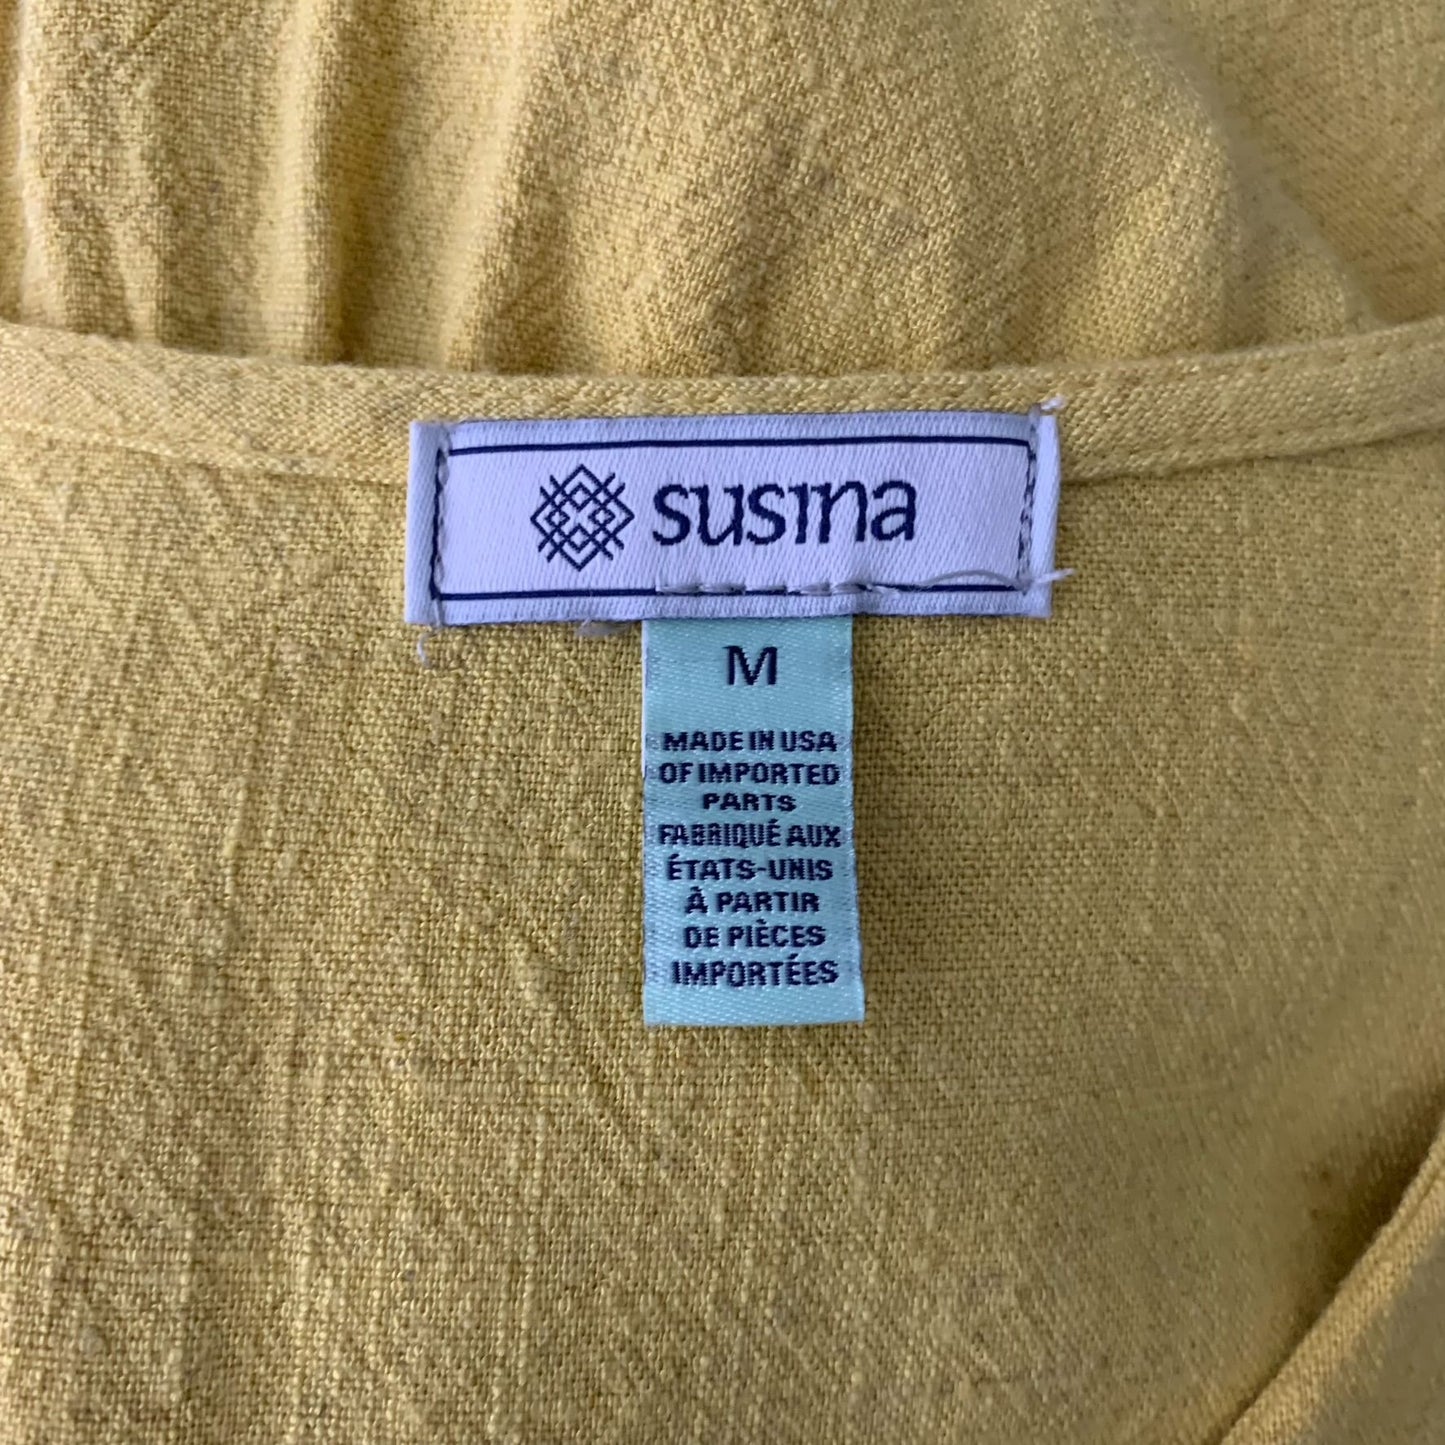 susina
M
MADE IN USA
OF IMPORTED
PARTS
FABRIQUÉ AUX
ÉTATS-UNIS
À PARTIR
DE PIÈCES
IMPORTÉES